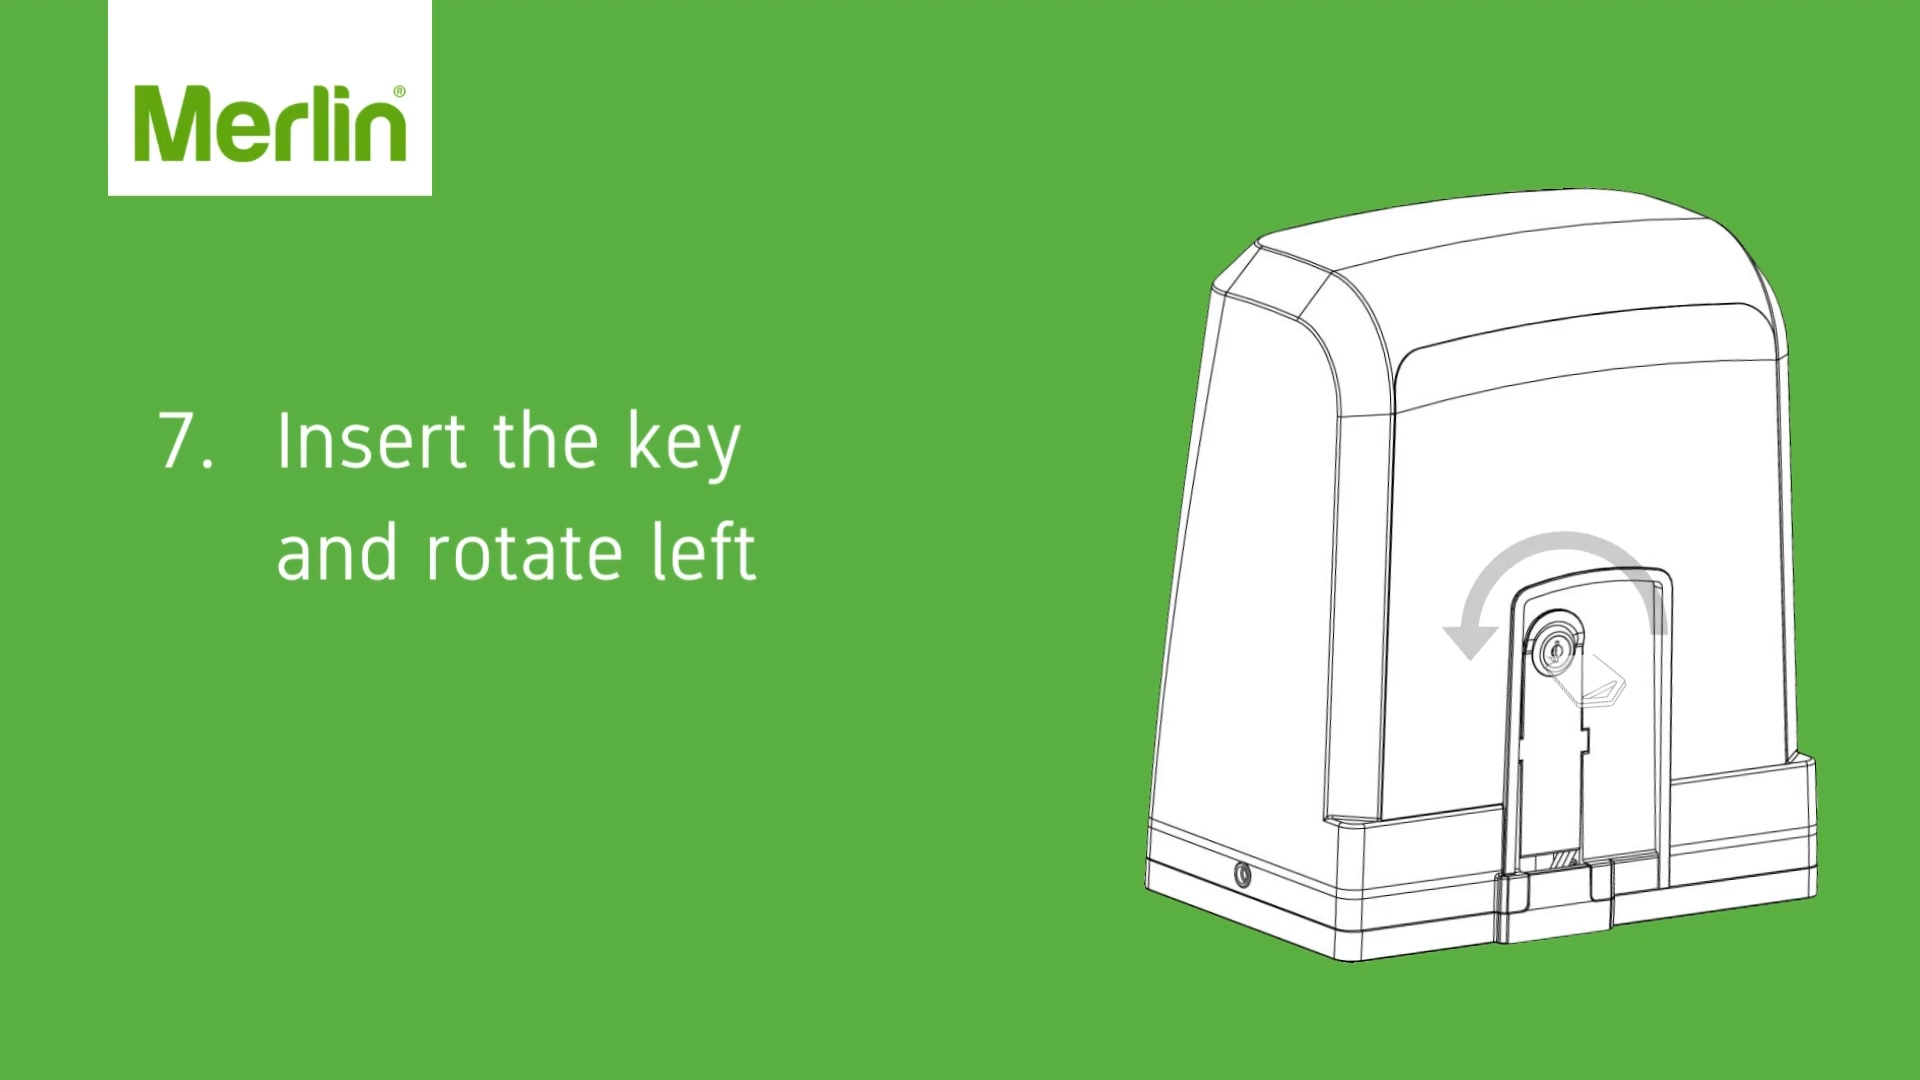 Merlin®
7. Insert the key
and rotate left